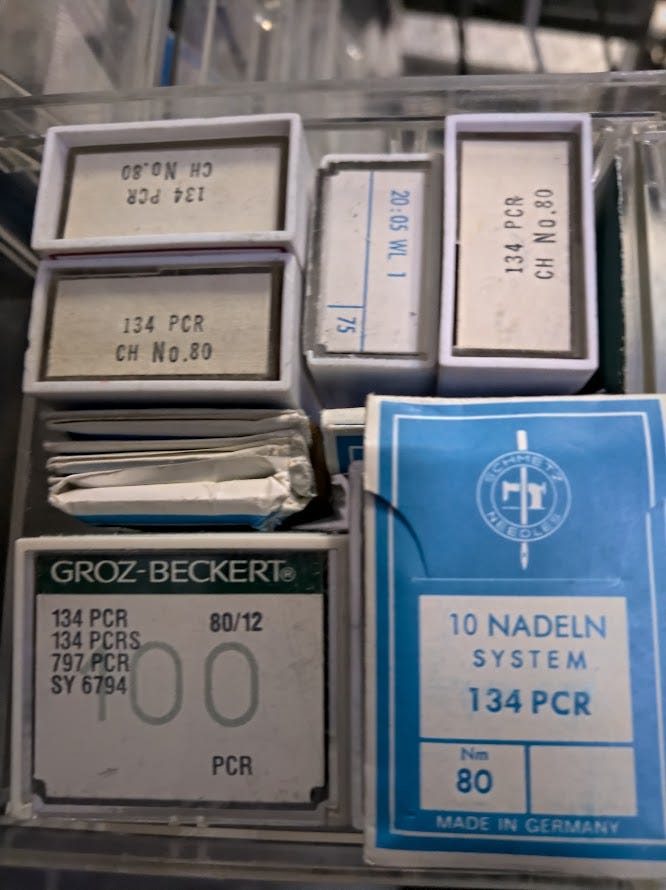 134 PCR
CH No.80
20:05 WL 1
75
134 PCR
CH No.80
134 PCR
CH No.80
GROZ-BECKERT®
134 PCR
134 PCRS
797 PCR
SY 6794
80/12
100
PCR
SCHMETZ
NEEDLES
10 NADELN
SYSTEM
134 PCR
Nm
80
MADE IN GERMANY